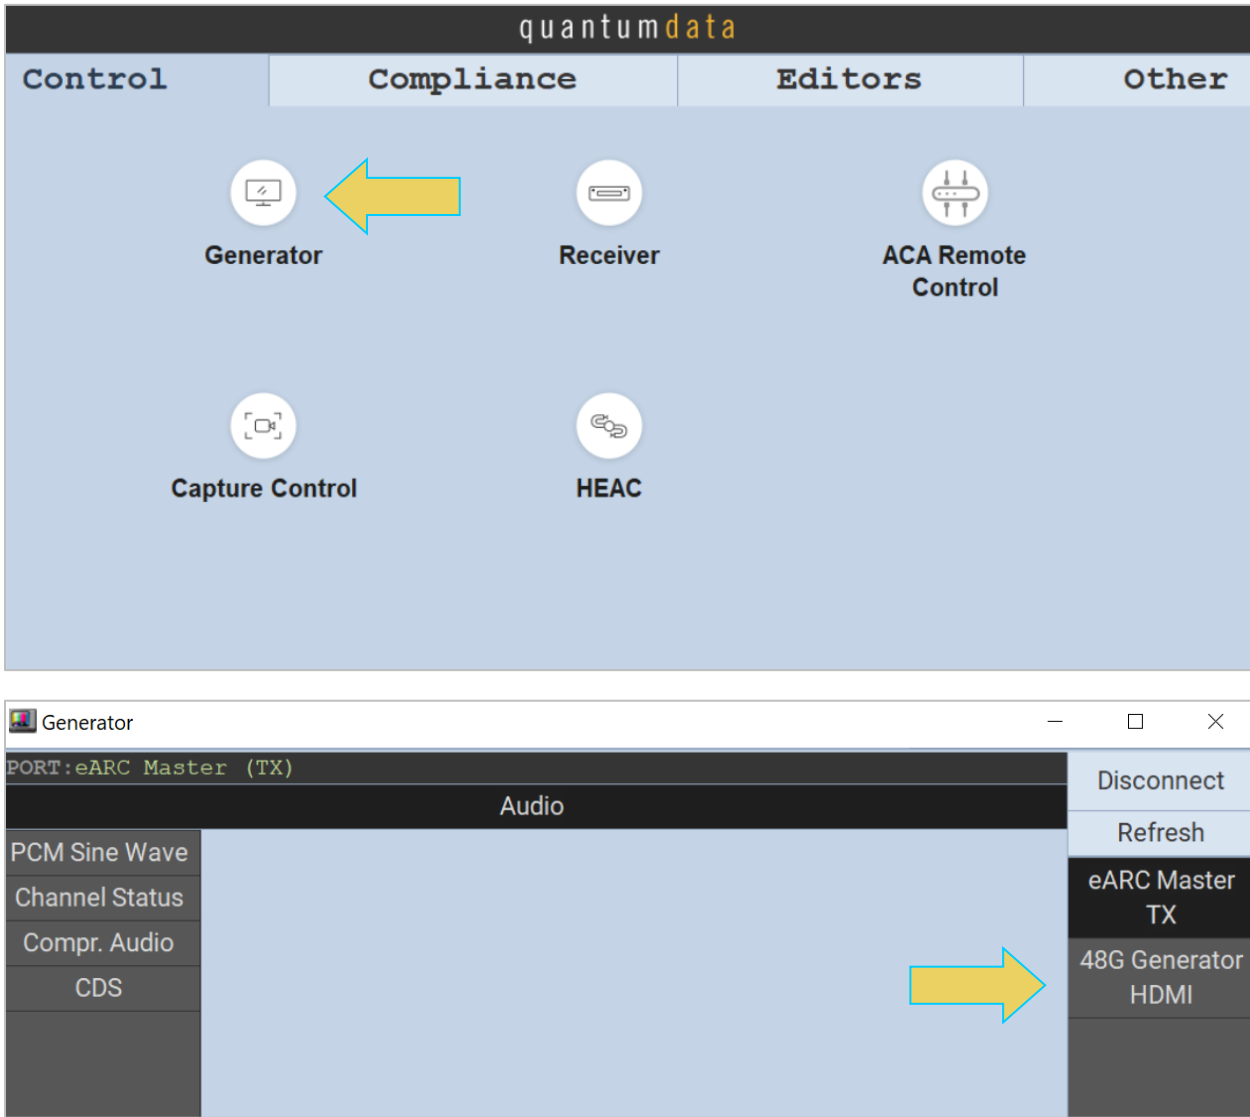 quantumdata
Control Compliance Editors Other
Generator Receiver ACA Remote
Control
Capture Control HEAC
Generator
PORT:eARC Master (TX)
Disconnect
Audio
Refresh
PCM Sine Wave
Channel Status
Compr. Audio
CDS
eARC Master
TX
48G Generator
HDMI